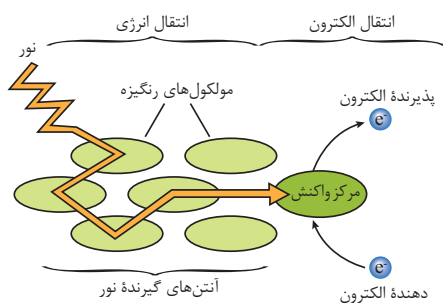 انتقال الکترون
انتقال انرژی
نور
مولکول‌های رنگیزه
پذیرندهٔ الکترون
e-
مرکز واکنش
e-
دهندهٔ الکترون
آنتن‌های گیرندهٔ نور